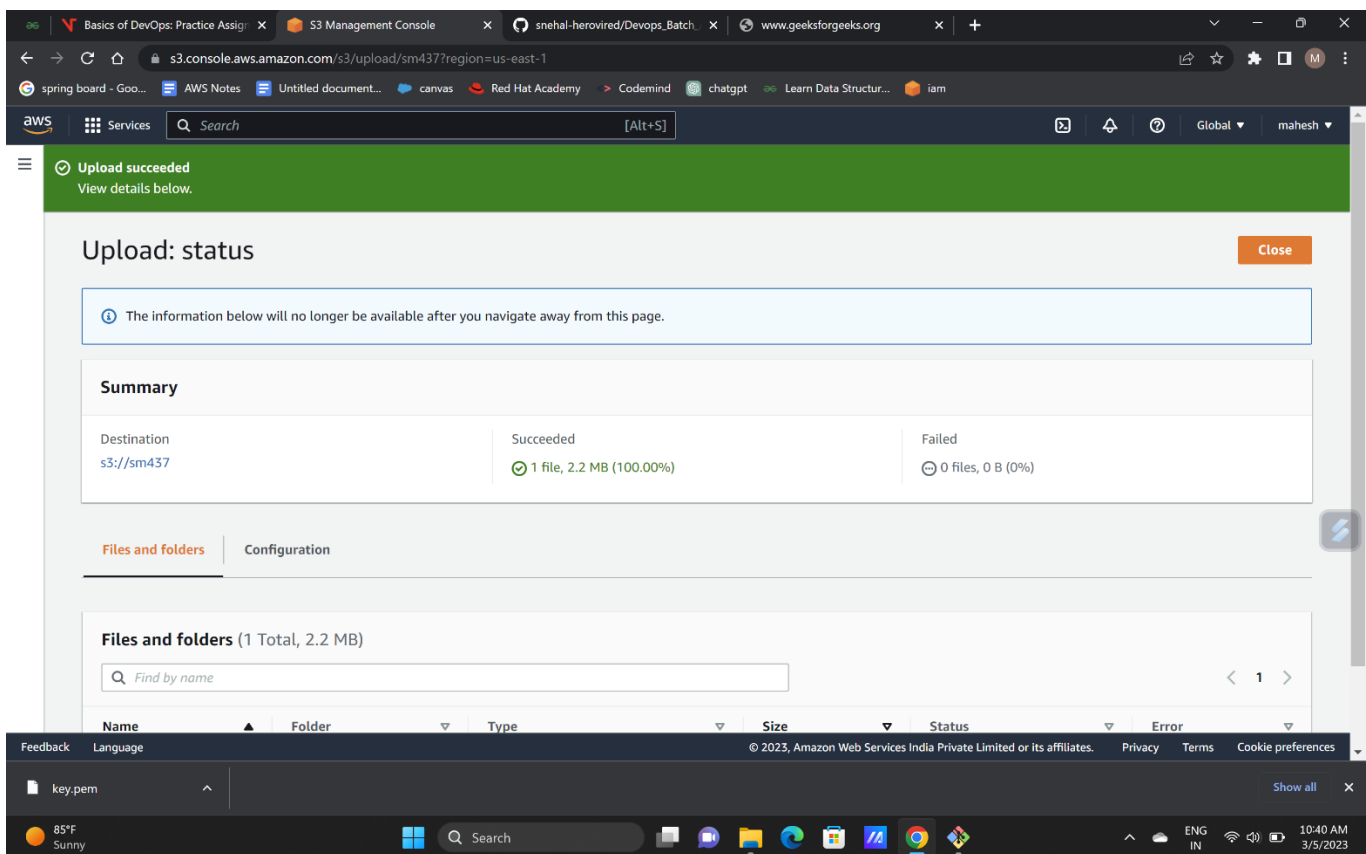 Basics of DevOps: Practice Assign
S3 Management Console
snehal-herovired/Devops_Batch_
www.geeksforgeeks.org
s3.console.aws.amazon.com/s3/upload/sm437?region=us-east-1
M
spring board - Goo...
AWS Notes
Untitled document...
canvas
Red Hat Academy
Codemind
chatgpt
Learn Data Structur...
iam
aws
Services
Search
[Alt+S]
Global
mahesh
Upload succeeded
View details below.
Upload: status
Close
The information below will no longer be available after you navigate away from this page.
Summary
Destination
s3://sm437
Succeeded
1 file, 2.2 MB (100.00%)
Failed
0 files, 0 B (0%)
Files and folders
Configuration
Files and folders (1 Total, 2.2 MB)
Find by name
1
Name
Folder
Type
Size
Status
Error
Feedback
Language
© 2023, Amazon Web Services India Private Limited or its affiliates.
Privacy
Terms
Cookie preferences
key.pem
Show all
85°F
Sunny
Search
ENG
IN
10:40 AM
3/5/2023